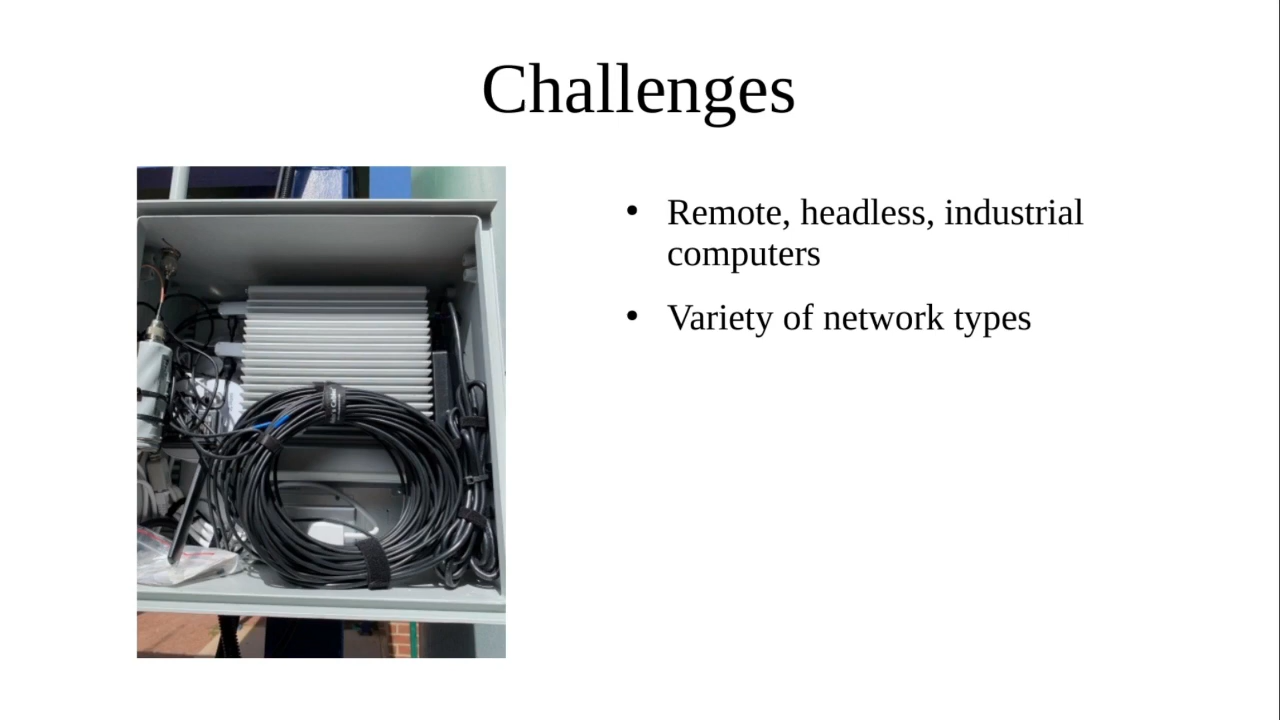 Challenges
• Remote, headless, industrial
computers
• Variety of network types